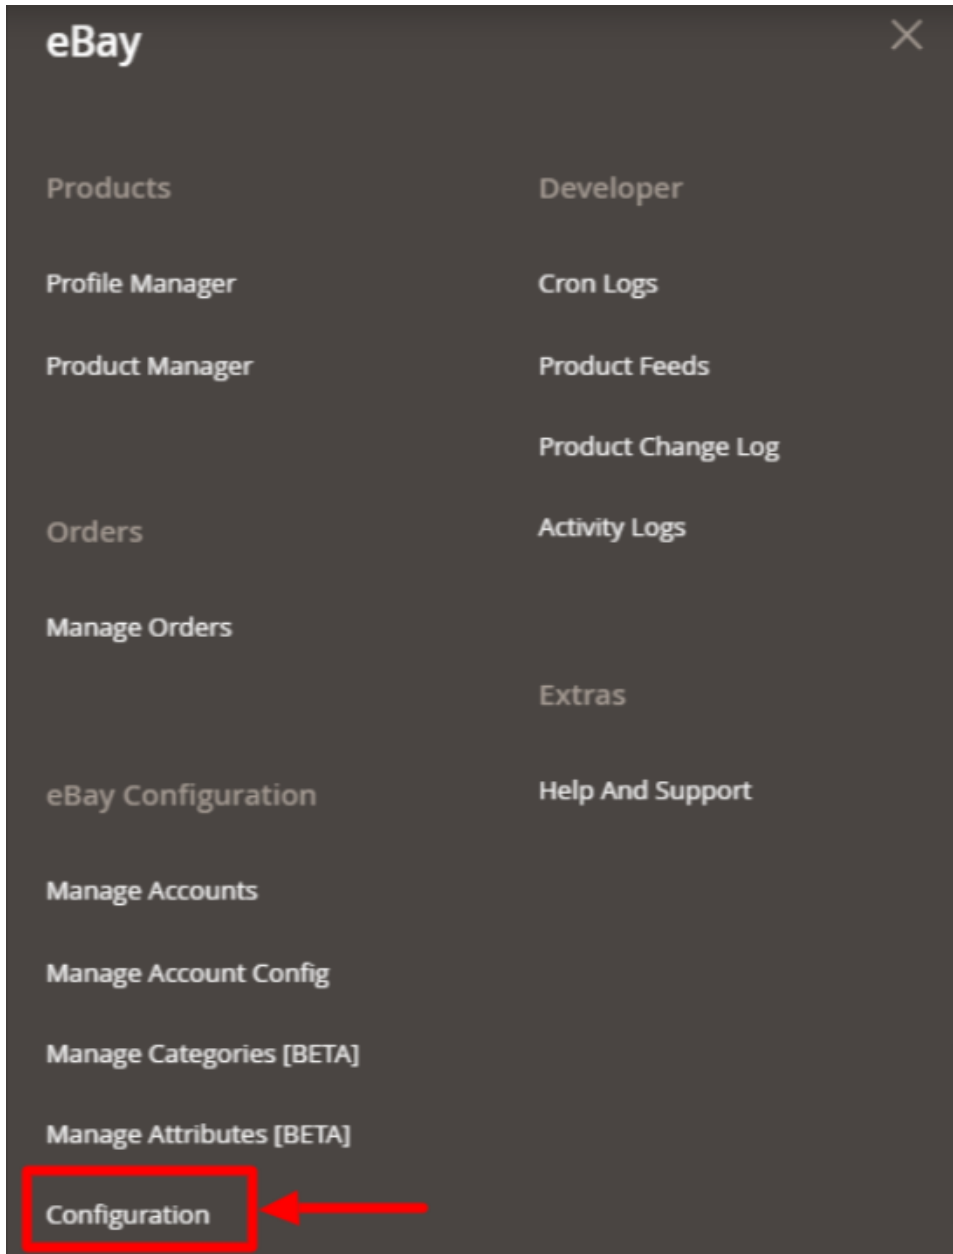 eBay
Products
Profile Manager
Product Manager
Orders
Manage Orders
eBay Configuration
Manage Accounts
Manage Account Config
Manage Categories [BETA]
Manage Attributes [BETA]
Configuration
Developer
Cron Logs
Product Feeds
Product Change Log
Activity Logs
Extras
Help And Support